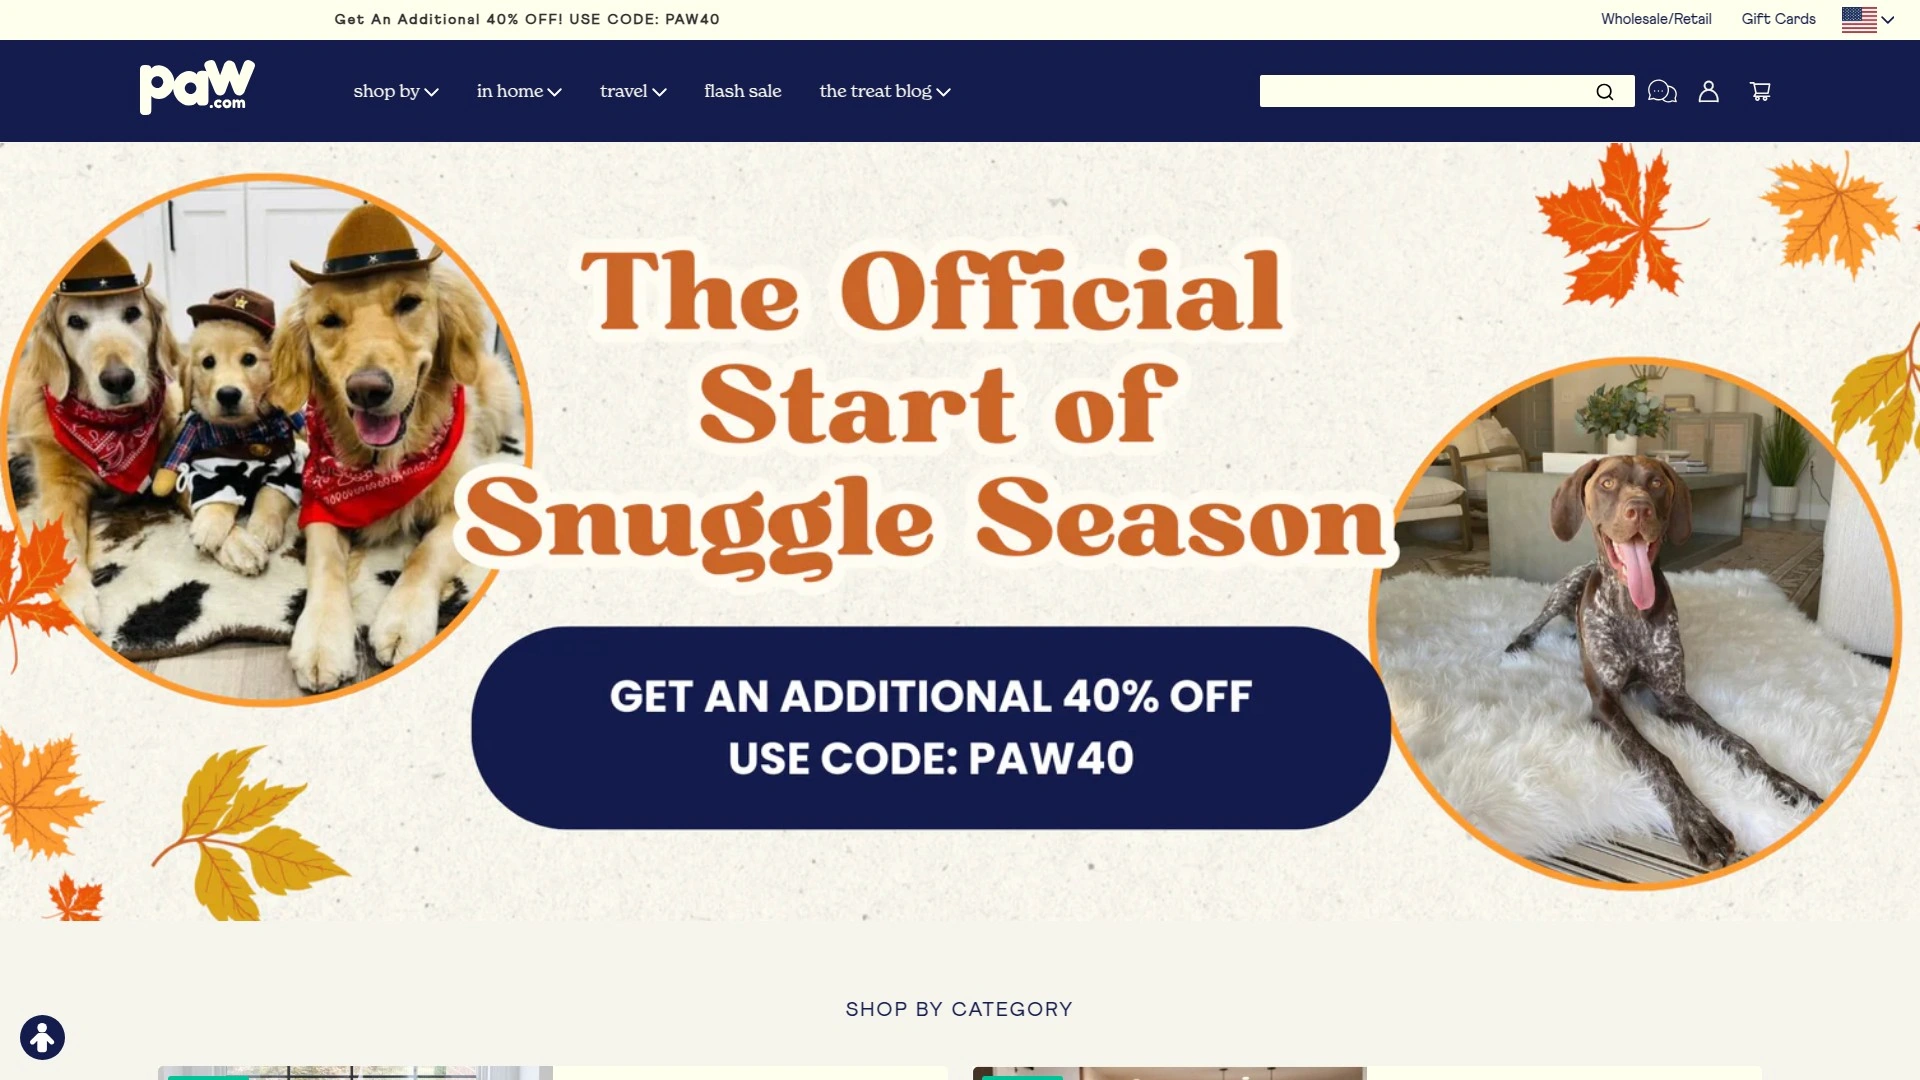 Get An Additional 40% OFF! USE CODE: PAW40
Wholesale/Retail
Gift Cards
paw
.com
shop by
in home
travel
flash sale
the treat blog
The Official
Start of
Snuggle Season
GET AN ADDITIONAL 40% OFF
USE CODE: PAW40
SHOP BY CATEGORY